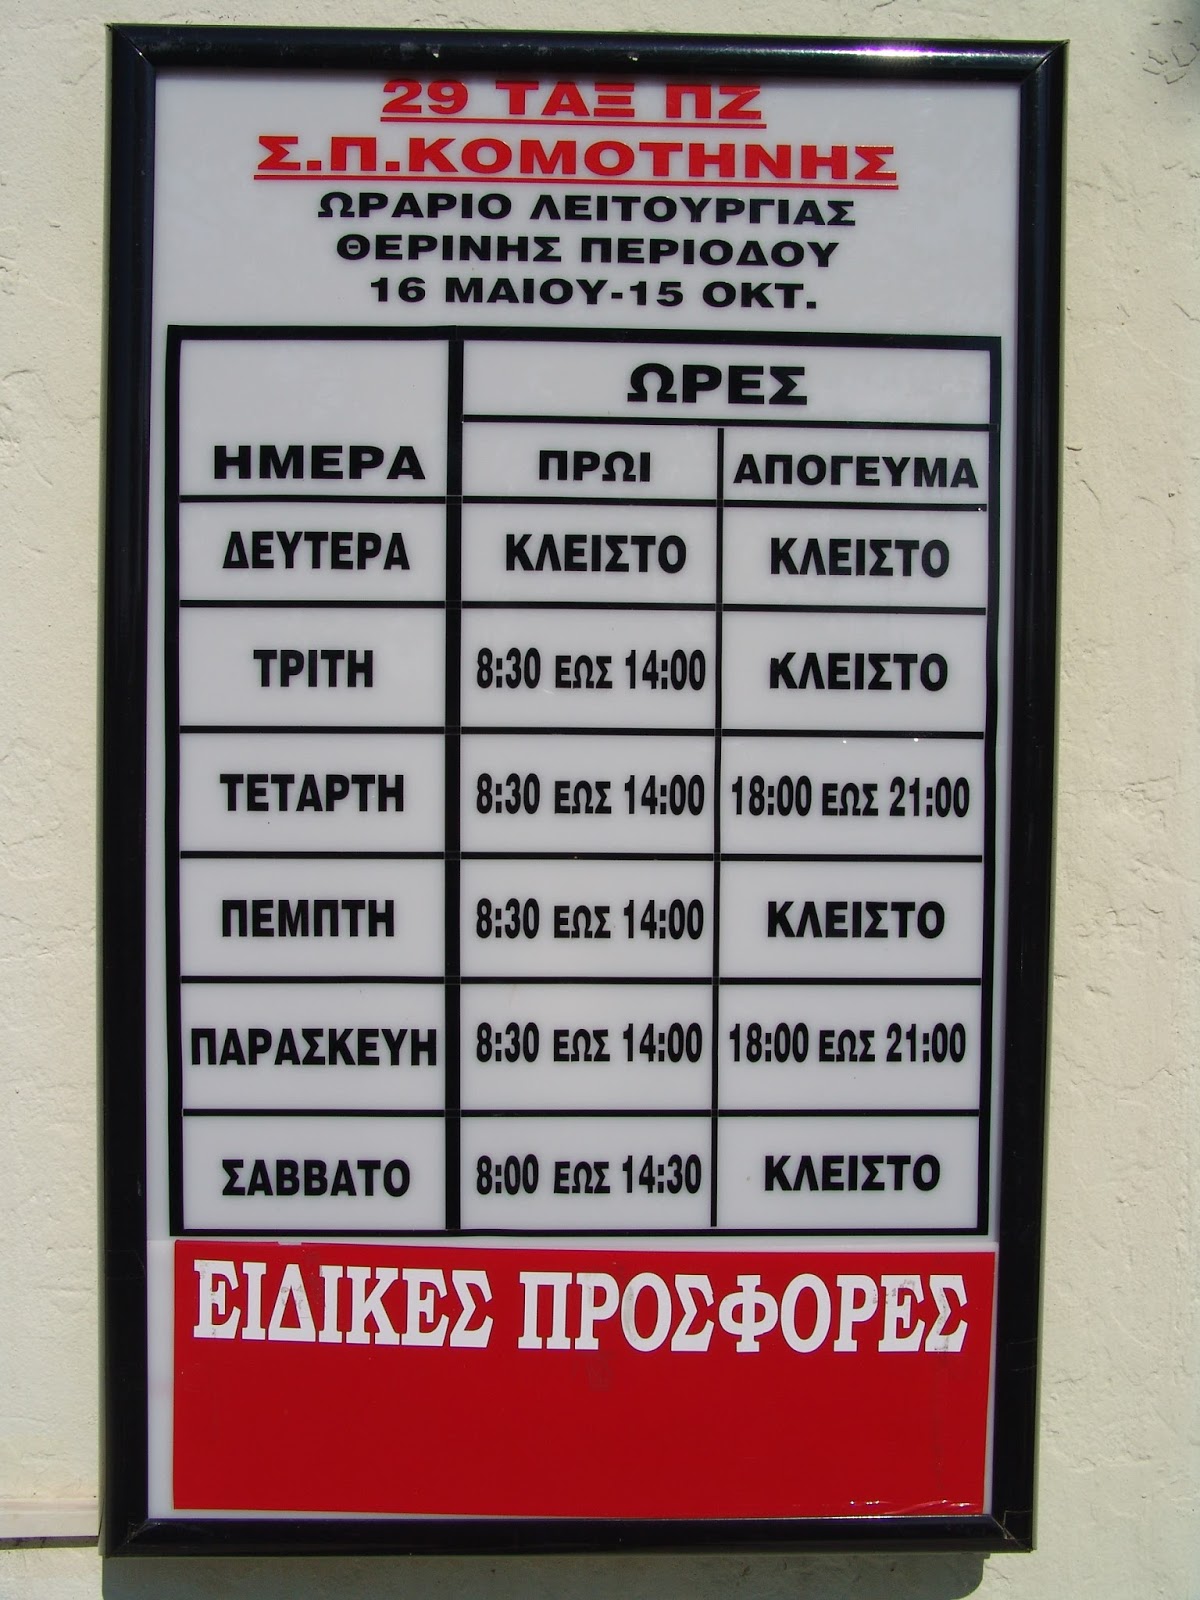 29 ΤΑΞ ΠΖ
Σ.Π.ΚΟΜΟΤΗΝΗΣ
ΩΡΑΡΙΟ ΛΕΙΤΟΥΡΓΙΑΣ
ΘΕΡΙΝΗΣ ΠΕΡΙΟΔΟΥ
16 ΜΑΙΟΥ-15 ΟΚΤ.
ΩΡΕΣ
ΗΜΕΡΑ ΠΡΩΙ ΑΠΟΓΕΥΜΑ
ΔΕΥΤΕΡΑ ΚΛΕΙΣΤΟ ΚΛΕΙΣΤΟ
ΤΡΙΤΗ 8:30 ΕΩΣ 14:00 ΚΛΕΙΣΤΟ
ΤΕΤΑΡΤΗ 8:30 ΕΩΣ 14:00 18:00 ΕΩΣ 21:00
ΠΕΜΠΤΗ 8:30 ΕΩΣ 14:00 ΚΛΕΙΣΤΟ
ΠΑΡΑΣΚΕΥΗ 8:30 ΕΩΣ 14:00 18:00 ΕΩΣ 21:00
ΣΑΒΒΑΤΟ 8:00 ΕΩΣ 14:30 ΚΛΕΙΣΤΟ
ΕΙΔΙΚΕΣ ΠΡΟΣΦΟΡΕΣ